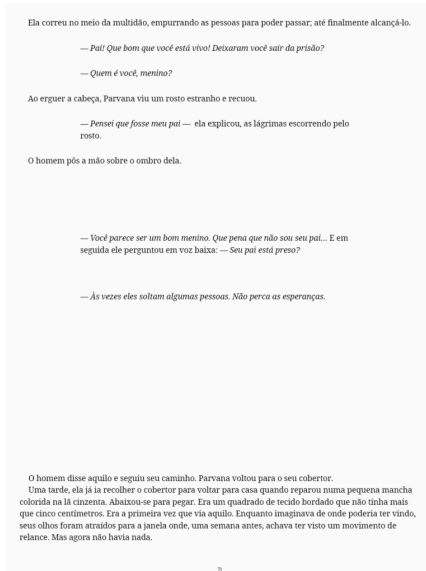 Ela correu no meio da multidão, empurrando as pessoas para poder passar; até finalmente alcançá-lo.
— Pai! Que bom que você está vivo! Deixaram você sair da prisão?
— Quem é você, menino?
Ao erguer a cabeça, Parvana viu um rosto estranho e recuou.
— Pensei que fosse meu pai — ela explicou, as lágrimas escorrendo pelo
rosto.
O homem pôs a mão sobre o ombro dela.
— Você parece ser um bom menino. Que pena que não sou seu pai... E em
seguida ele perguntou em voz baixa: — Seu pai está preso?
— Às vezes eles soltam algumas pessoas. Não perca as esperanças.
O homem disse aquilo e seguiu seu caminho. Parvana voltou para o seu cobertor.
Uma tarde, ela já ia recolher o cobertor para voltar para casa quando reparou numa pequena mancha
colorida na lã cinzenta. Abaixou-se para pegar. Era um quadrado de tecido bordado que não tinha mais
que cinco centímetros. Era a primeira vez que via aquilo. Enquanto imaginava de onde poderia ter vindo,
seus olhos foram atraídos para a janela onde, uma semana antes, achava ter visto um movimento de
relance. Mas agora não havia nada.